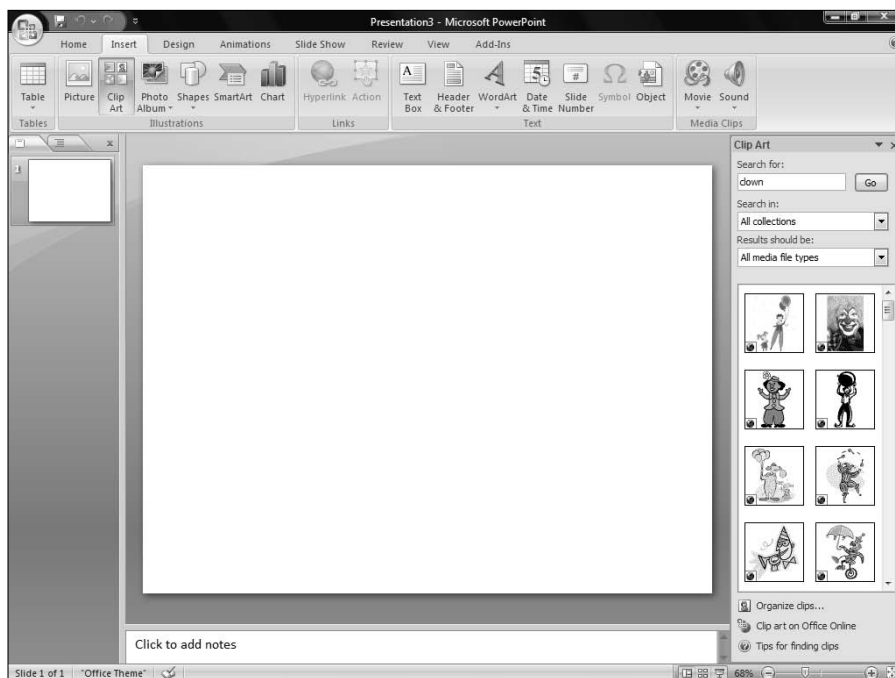 Presentation3 - Microsoft PowerPoint
Home Insert Design Animations Slide Show Review View Add-Ins
Table Picture Clip Art Photo Album Shapes SmartArt Chart Hyperlink Action Text Box Header & Footer WordArt Date & Time Slide Number Symbol Object Movie Sound
Tables Illustrations Links Text Media Clips
1
Clip Art
Search for:
clown Go
Search in:
All collections
Results should be:
All media file types
Organize clips...
Clip art on Office Online
Tips for finding clips
Click to add notes
Slide 1 of 1 "Office Theme" 68%